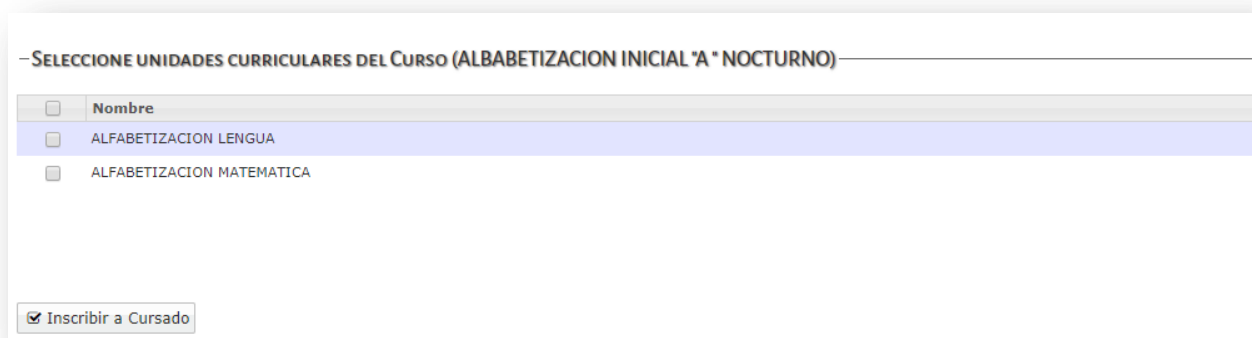 SELECCIONE UNIDADES CURRICULARES DEL CURSO (ALBABETIZACION INICIAL "A " NOCTURNO)
Nombre
ALFABETIZACION LENGUA
ALFABETIZACION MATEMATICA
Inscribir a Cursado